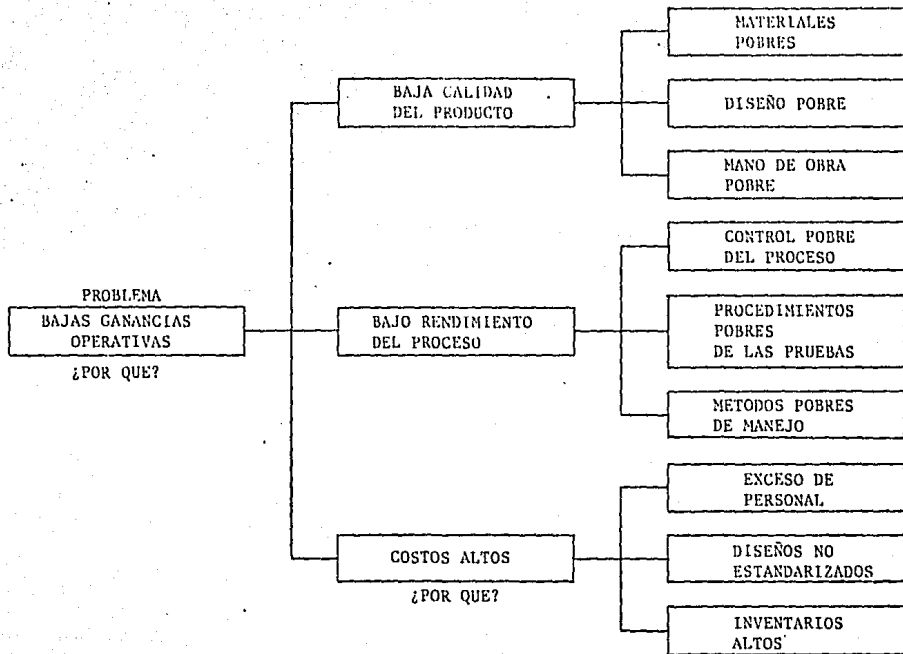 PROBLEMA
BAJAS GANANCIAS
OPERATIVAS
¿POR QUE?
BAJA CALIDAD
DEL PRODUCTO
MATERIALES
POBRES
DISEÑO POBRE
MANO DE OBRA
POBRE
BAJO RENDIMIENTO
DEL PROCESO
CONTROL POBRE
DEL PROCESO
PROCEDIMIENTOS
POBRES
DE LAS PRUEBAS
METODOS POBRES
DE MANEJO
COSTOS ALTOS
¿POR QUE?
EXCESO DE
PERSONAL
DISEÑOS NO
ESTANDARIZADOS
INVENTARIOS
ALTOS